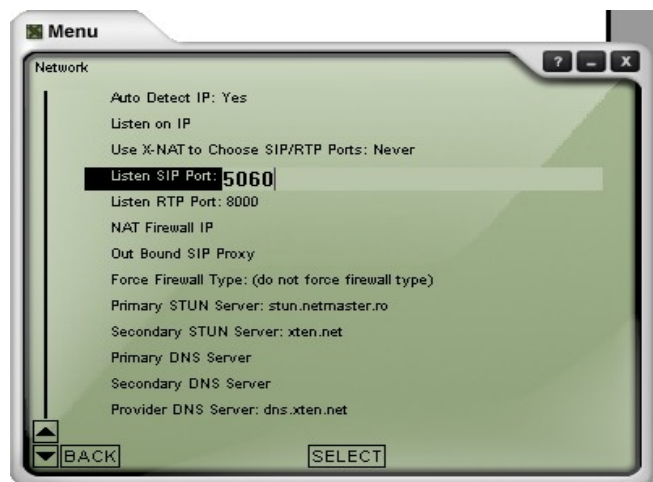 Menu
? - X
Network
Auto Detect IP: Yes
Listen on IP
Use X-NAT to Choose SIP/RTP Ports: Never
Listen SIP Port: 5060
Listen RTP Port: 8000
NAT Firewall IP
Out Bound SIP Proxy
Force Firewall Type: (do not force firewall type)
Primary STUN Server: stun.netmaster.ro
Secondary STUN Server: xten.net
Primary DNS Server
Secondary DNS Server
Provider DNS Server: dns.xten.net
BACK SELECT